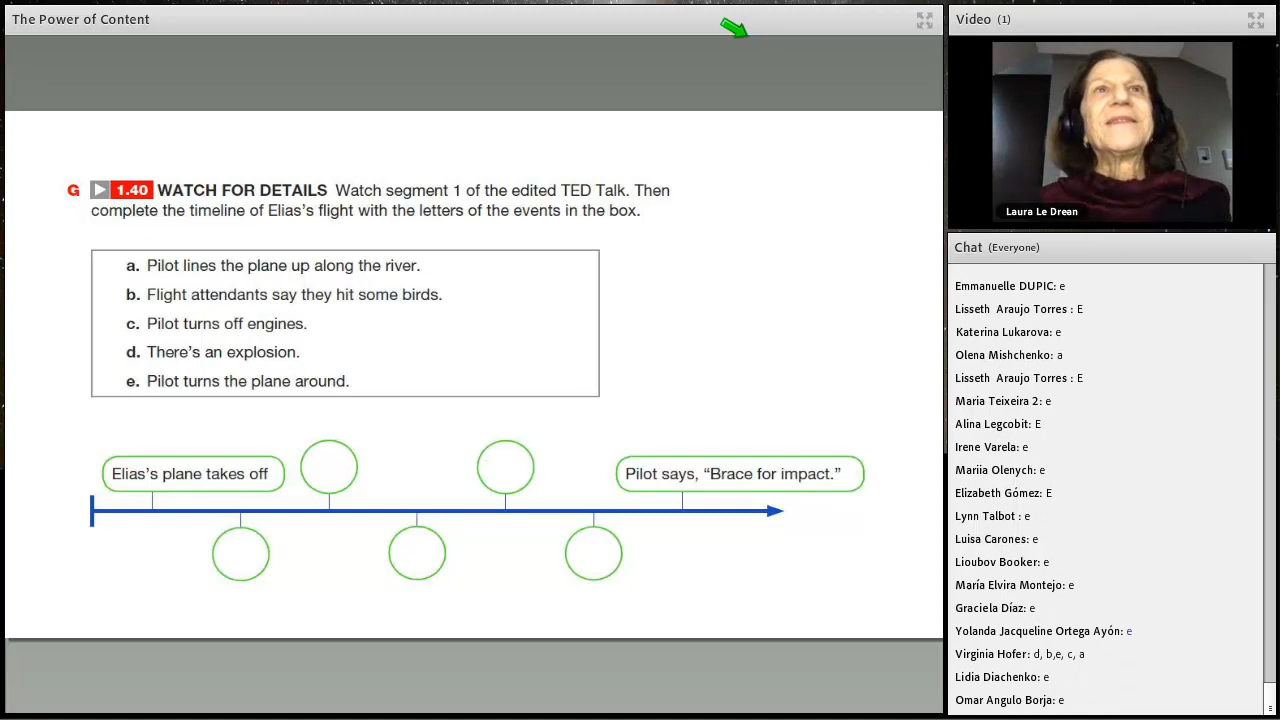 The Power of Content
G 1.40 WATCH FOR DETAILS Watch segment 1 of the edited TED Talk. Then
complete the timeline of Elias's flight with the letters of the events in the box.
a. Pilot lines the plane up along the river.
b. Flight attendants say they hit some birds.
c. Pilot turns off engines.
d. There's an explosion.
e. Pilot turns the plane around.
Elias's plane takes off
Pilot says, “Brace for impact.”
Video (1)
Laura Le Drean
Chat (Everyone)
Emmanuelle DUPIC: e
Lisseth Araujo Torres : E
Katerina Lukarova: e
Olena Mishchenko: a
Lisseth Araujo Torres : E
Maria Teixeira 2: e
Alina Legcobit: E
Irene Varela: e
Mariia Olenych: e
Elizabeth Gómez: E
Lynn Talbot : e
Luisa Carones: e
Lioubov Booker: e
María Elvira Montejo: e
Graciela Díaz: e
Yolanda Jacqueline Ortega Ayón: e
Virginia Hofer: d, b,e, c, a
Lidia Diachenko: e
Omar Angulo Borja: e